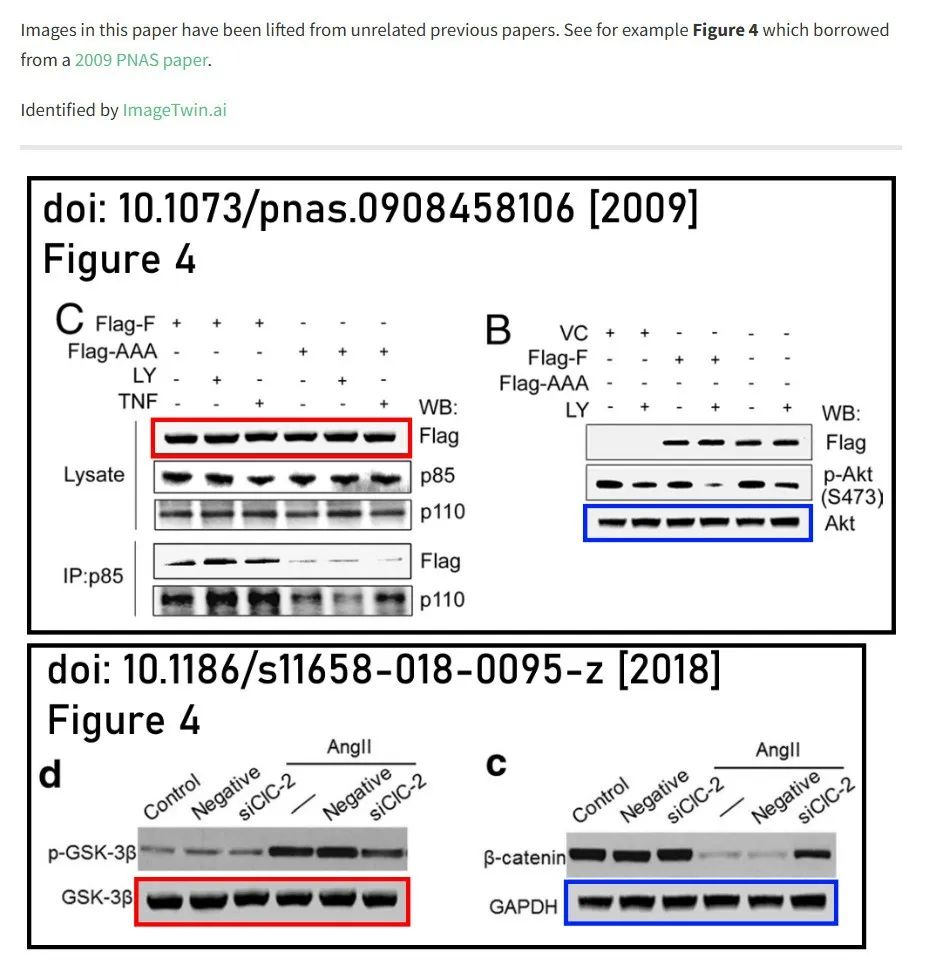 Images in this paper have been lifted from unrelated previous papers. See for example Figure 4 which borrowed
from a 2009 PNAS paper.
Identified by ImageTwin.ai
doi: 10.1073/pnas.0908458106 [2009]
Figure 4
C
Flag-F + + + - - -
Flag-AAA - - - + + +
LY - + - - + -
TNF - - + - - +
WB:
Lysate
Flag
p85
p110
IP:p85
Flag
p110
B
VC + + - - - -
Flag-F - - + + - -
Flag-AAA - - - - - -
LY - + - + - +
WB:
Flag
p-Akt
(S473)
Akt
doi: 10.1186/s11658-018-0095-z [2018]
Figure 4
d
AngII
Control Negative siClC-2 — Negative siClC-2
p-GSK-3β
GSK-3β
c
AngII
Control Negative siClC-2 — Negative siClC-2
β-catenin
GAPDH